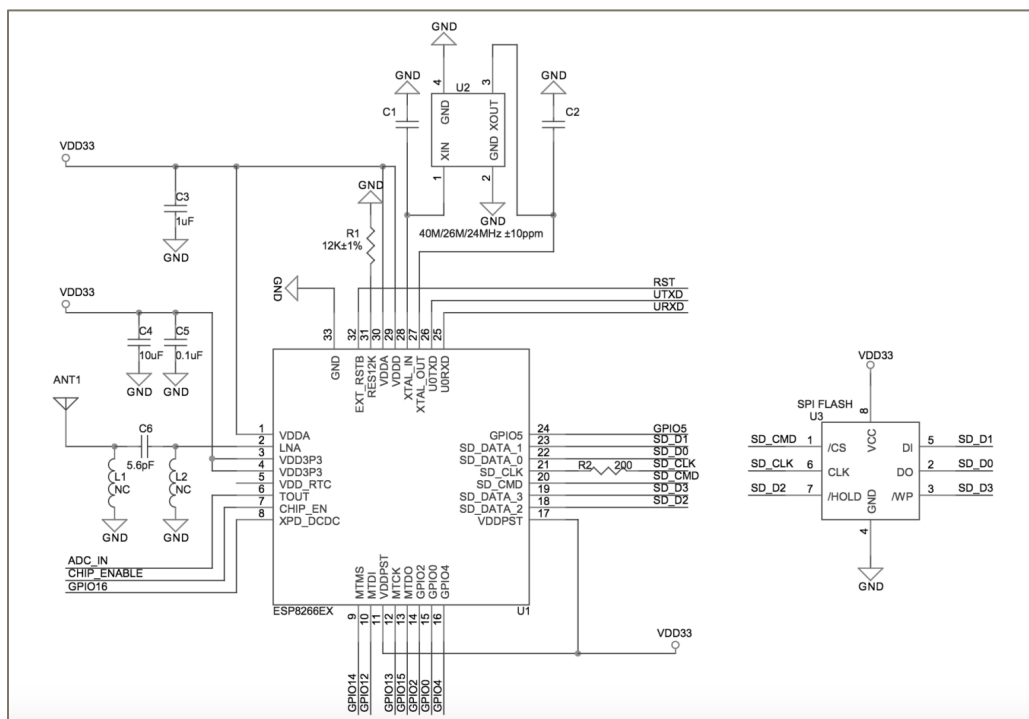 GND
4
3
U2
GND
GND
C1
C2
GND
XOUT
XIN
GND
1
2
GND
40M/26M/24MHz ±10ppm
VDD33
C3
1uF
GND
GND
R1
12K±1%
GND
RST
UTXD
URXD
VDD33
C4
10uF
C5
0.1uF
GND
GND
33
32
31
30
29
28
27
26
25
GND
EXT_RSTB
RES12K
VDDA
VDDD
XTAL_IN
XTAL_OUT
U0TXD
U0RXD
ANT1
C6
5.6pF
L1
NC
L2
NC
GND
GND
1 VDDA
2 LNA
3 VDD3P3
4 VDD3P3
5 VDD_RTC
6 TOUT
7 CHIP_EN
8 XPD_DCDC
ADC_IN
CHIP_ENABLE
GPIO16
GPIO5 24 GPIO5
SD_DATA_1 23 SD_D1
SD_DATA_0 22 SD_D0
SD_CLK 21 R2 200 SD_CLK
SD_CMD 20 SD_CMD
SD_DATA_3 19 SD_D3
SD_DATA_2 18 SD_D2
VDDPST 17
MTMS
MTDI
VDDPST
MTCK
MTDO
GPIO2
GPIO0
GPIO4
ESP8266EX
U1
9
10
11
12
13
14
15
16
GPIO14
GPIO12
GPIO13
GPIO15
GPIO2
GPIO0
GPIO4
VDD33
VDD33
SPI FLASH
U3
8
VCC
SD_CMD 1 /CS
DI 5 SD_D1
SD_CLK 6 CLK
DO 2 SD_D0
SD_D2 7 /HOLD
/WP 3 SD_D3
GND
4
GND